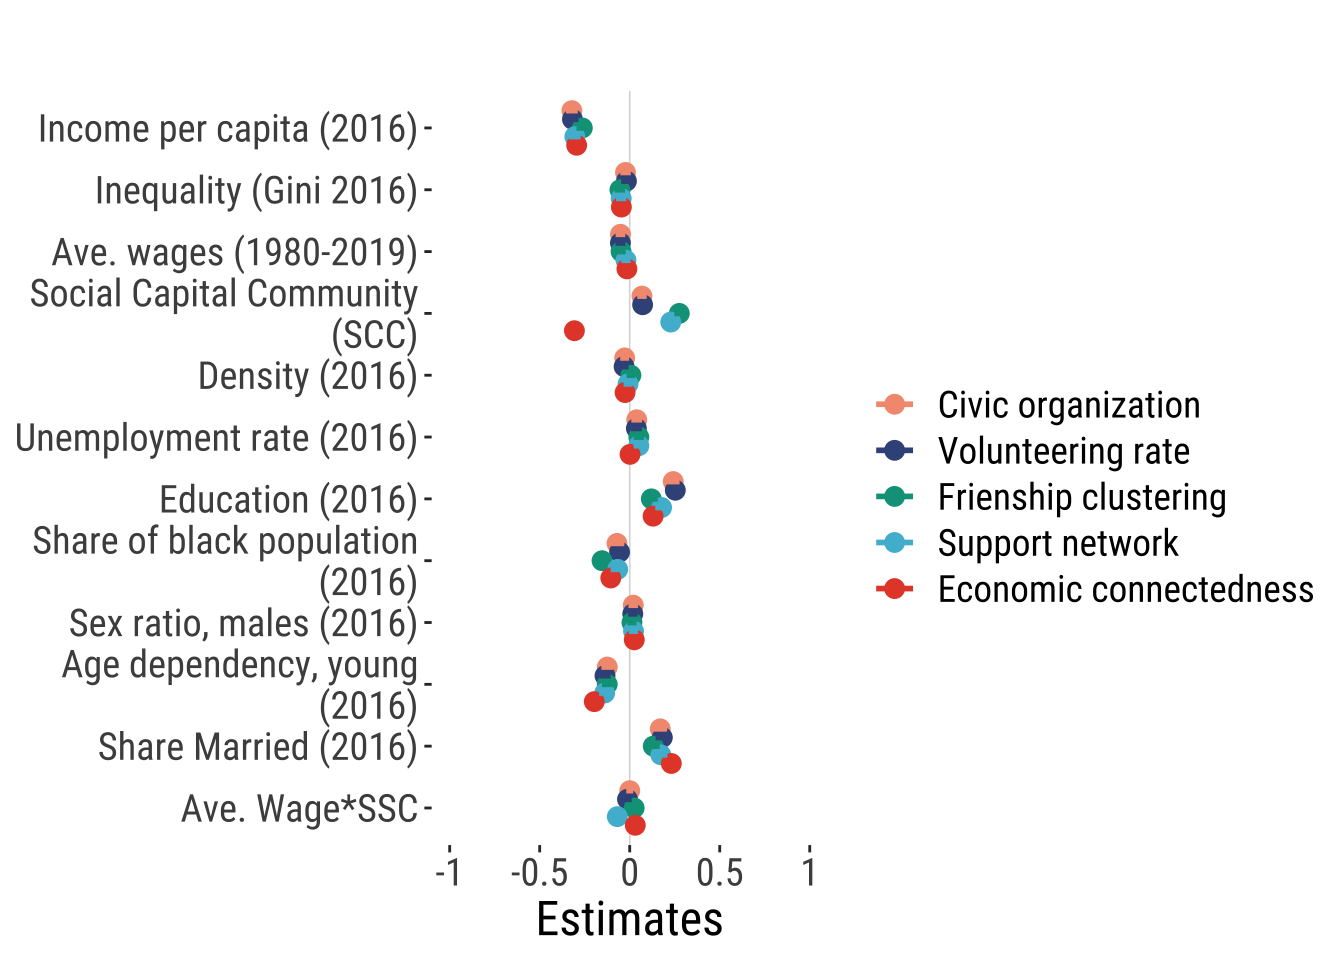 Income per capita (2016)
Inequality (Gini 2016)
Ave. wages (1980-2019)
Social Capital Community
(SCC)
Density (2016)
Unemployment rate (2016)
Education (2016)
Share of black population
(2016)
Sex ratio, males (2016)
Age dependency, young
(2016)
Share Married (2016)
Ave. Wage*SSC
-1 -0.5 0 0.5 1
Estimates
Civic organization
Volunteering rate
Frienship clustering
Support network
Economic connectedness